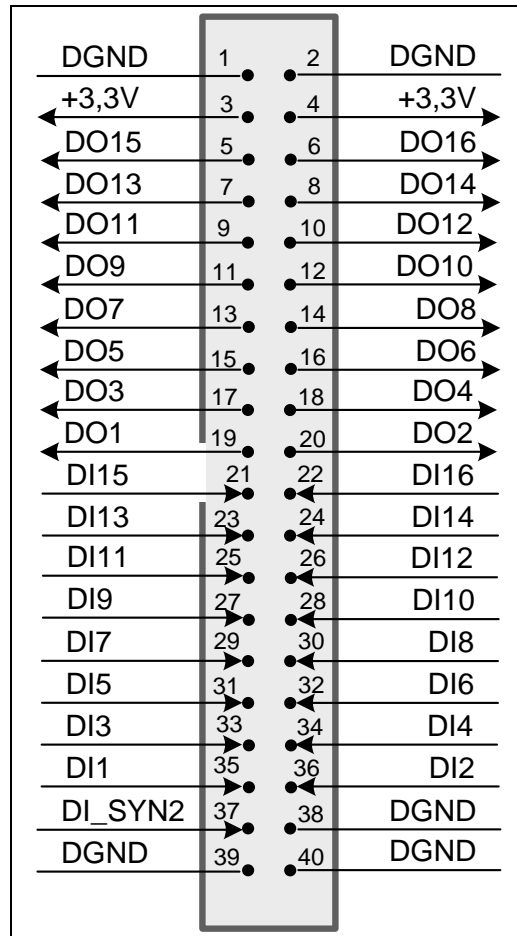 DGND 1 2 DGND
+3,3V 3 4 +3,3V
DO15 5 6 DO16
DO13 7 8 DO14
DO11 9 10 DO12
DO9 11 12 DO10
DO7 13 14 DO8
DO5 15 16 DO6
DO3 17 18 DO4
DO1 19 20 DO2
DI15 21 22 DI16
DI13 23 24 DI14
DI11 25 26 DI12
DI9 27 28 DI10
DI7 29 30 DI8
DI5 31 32 DI6
DI3 33 34 DI4
DI1 35 36 DI2
DI_SYN2 37 38 DGND
DGND 39 40 DGND